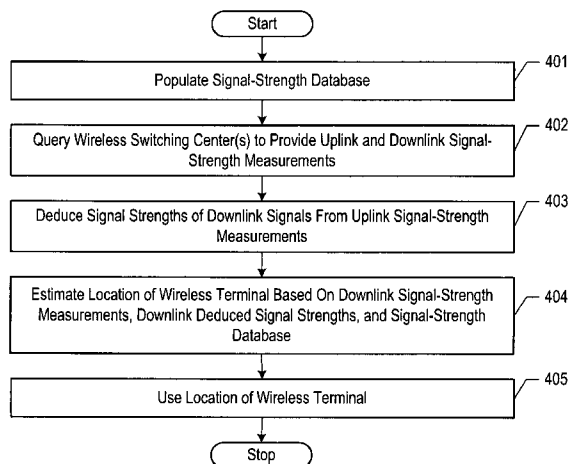 Start
401
Populate Signal-Strength Database
402
Query Wireless Switching Center(s) to Provide Uplink and Downlink Signal-
Strength Measurements
403
Deduce Signal Strengths of Downlink Signals From Uplink Signal-Strength
Measurements
404
Estimate Location of Wireless Terminal Based On Downlink Signal-Strength
Measurements, Downlink Deduced Signal Strengths, and Signal-Strength
Database
405
Use Location of Wireless Terminal
Stop